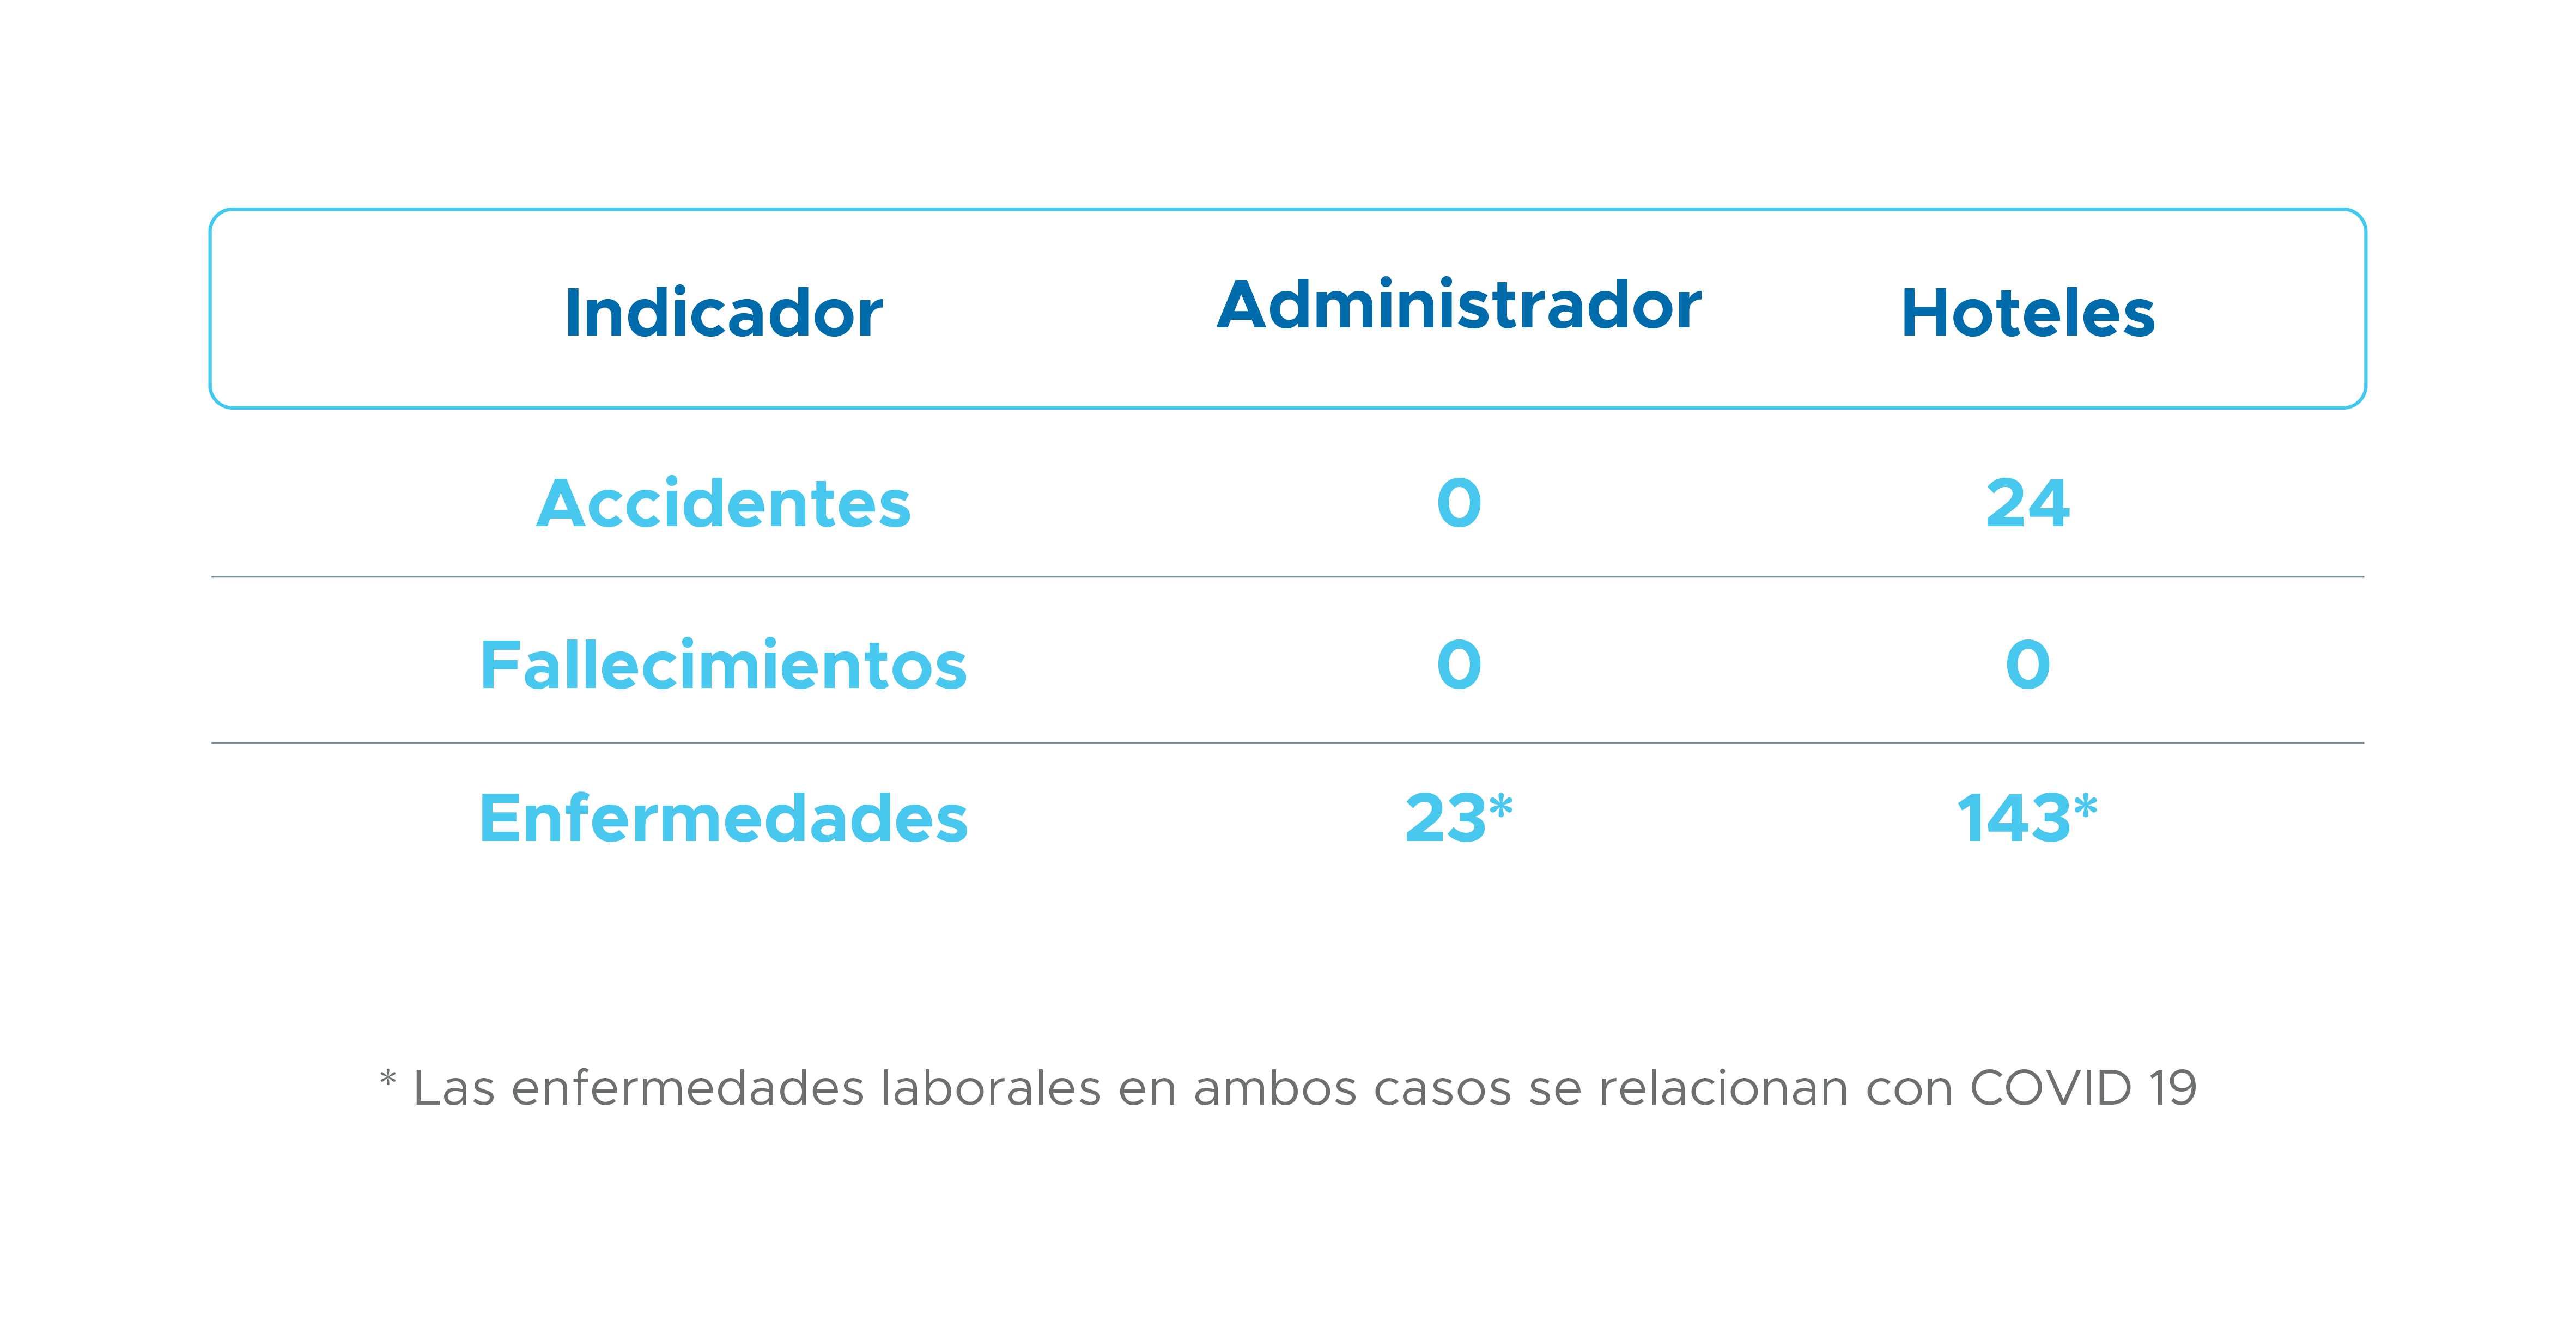 Indicador Administrador Hoteles
Accidentes 0 24
Fallecimientos 0 0
Enfermedades 23* 143*
* Las enfermedades laborales en ambos casos se relacionan con COVID 19